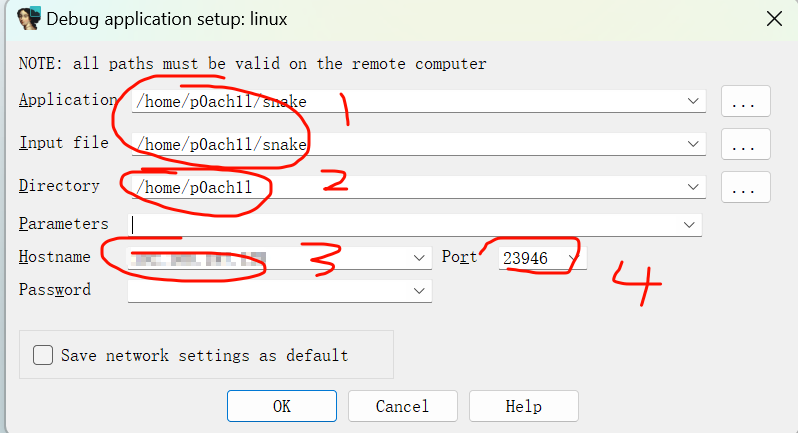 Debug application setup: linux
NOTE: all paths must be valid on the remote computer
Application /home/p0ach1l/snake ... 1
Input file /home/p0ach1l/snake ...
Directory /home/p0ach1l ... 2
Parameters
Hostname Port 23946 3 4
Password
Save network settings as default
OK Cancel Help